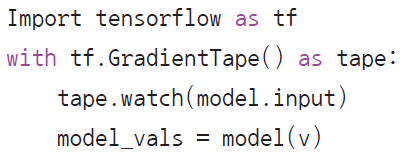 Import tensorflow as tf
with tf.GradientTape() as tape:
    tape.watch(model.input)
    model_vals = model(v)